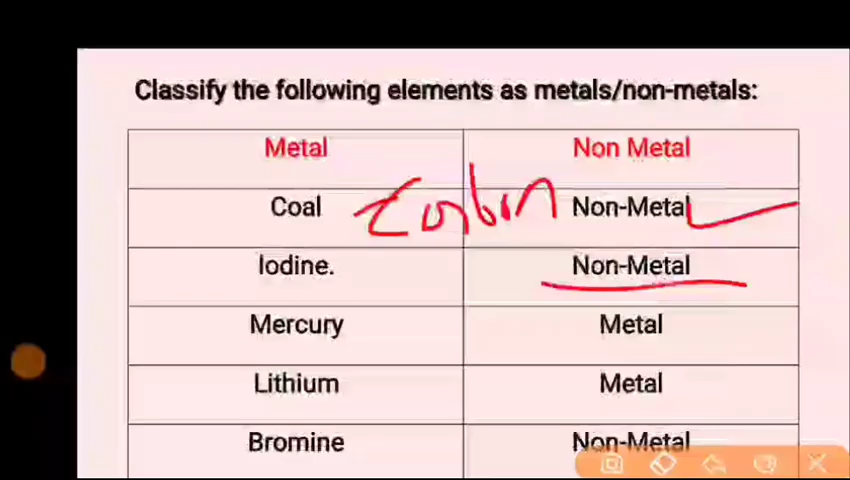 Classify the following elements as metals/non-metals:
Metal Non Metal
Coal Carbon Non-Metal
Iodine. Non-Metal
Mercury Metal
Lithium Metal
Bromine Non-Metal